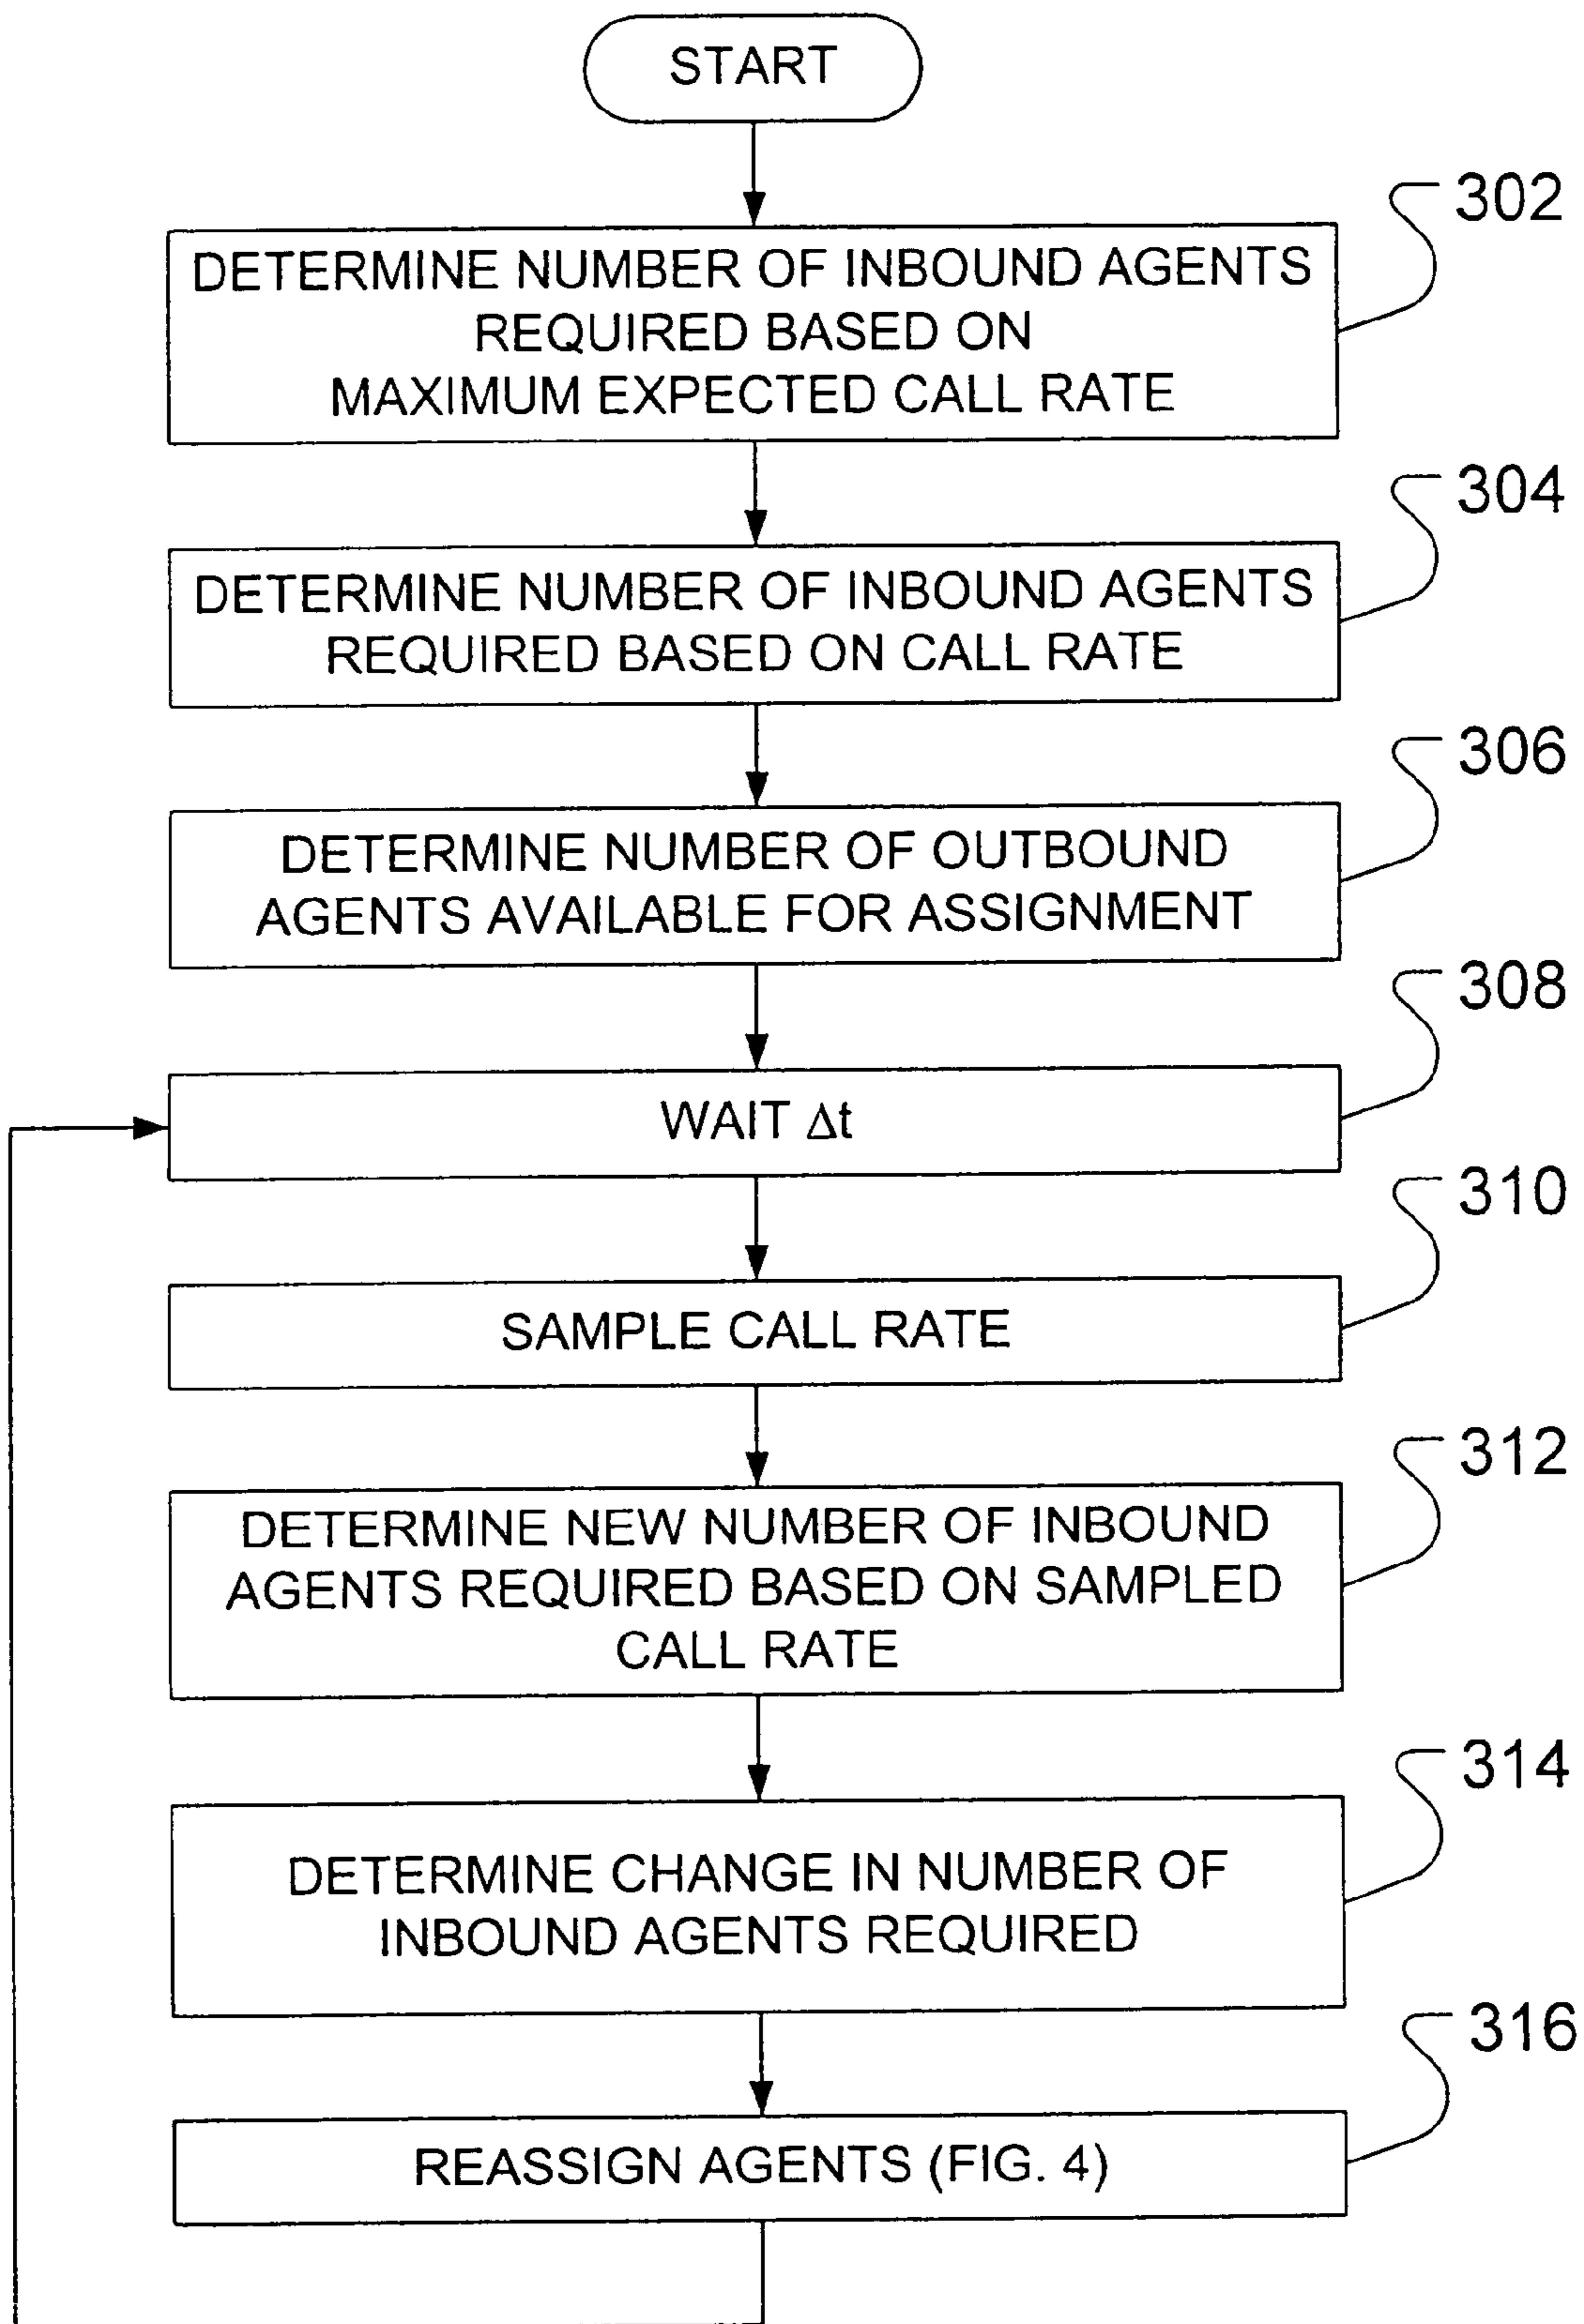 START
302
DETERMINE NUMBER OF INBOUND AGENTS
REQUIRED BASED ON
MAXIMUM EXPECTED CALL RATE
304
DETERMINE NUMBER OF INBOUND AGENTS
REQUIRED BASED ON CALL RATE
306
DETERMINE NUMBER OF OUTBOUND
AGENTS AVAILABLE FOR ASSIGNMENT
308
WAIT Δt
310
SAMPLE CALL RATE
312
DETERMINE NEW NUMBER OF INBOUND
AGENTS REQUIRED BASED ON SAMPLED
CALL RATE
314
DETERMINE CHANGE IN NUMBER OF
INBOUND AGENTS REQUIRED
316
REASSIGN AGENTS (FIG. 4)